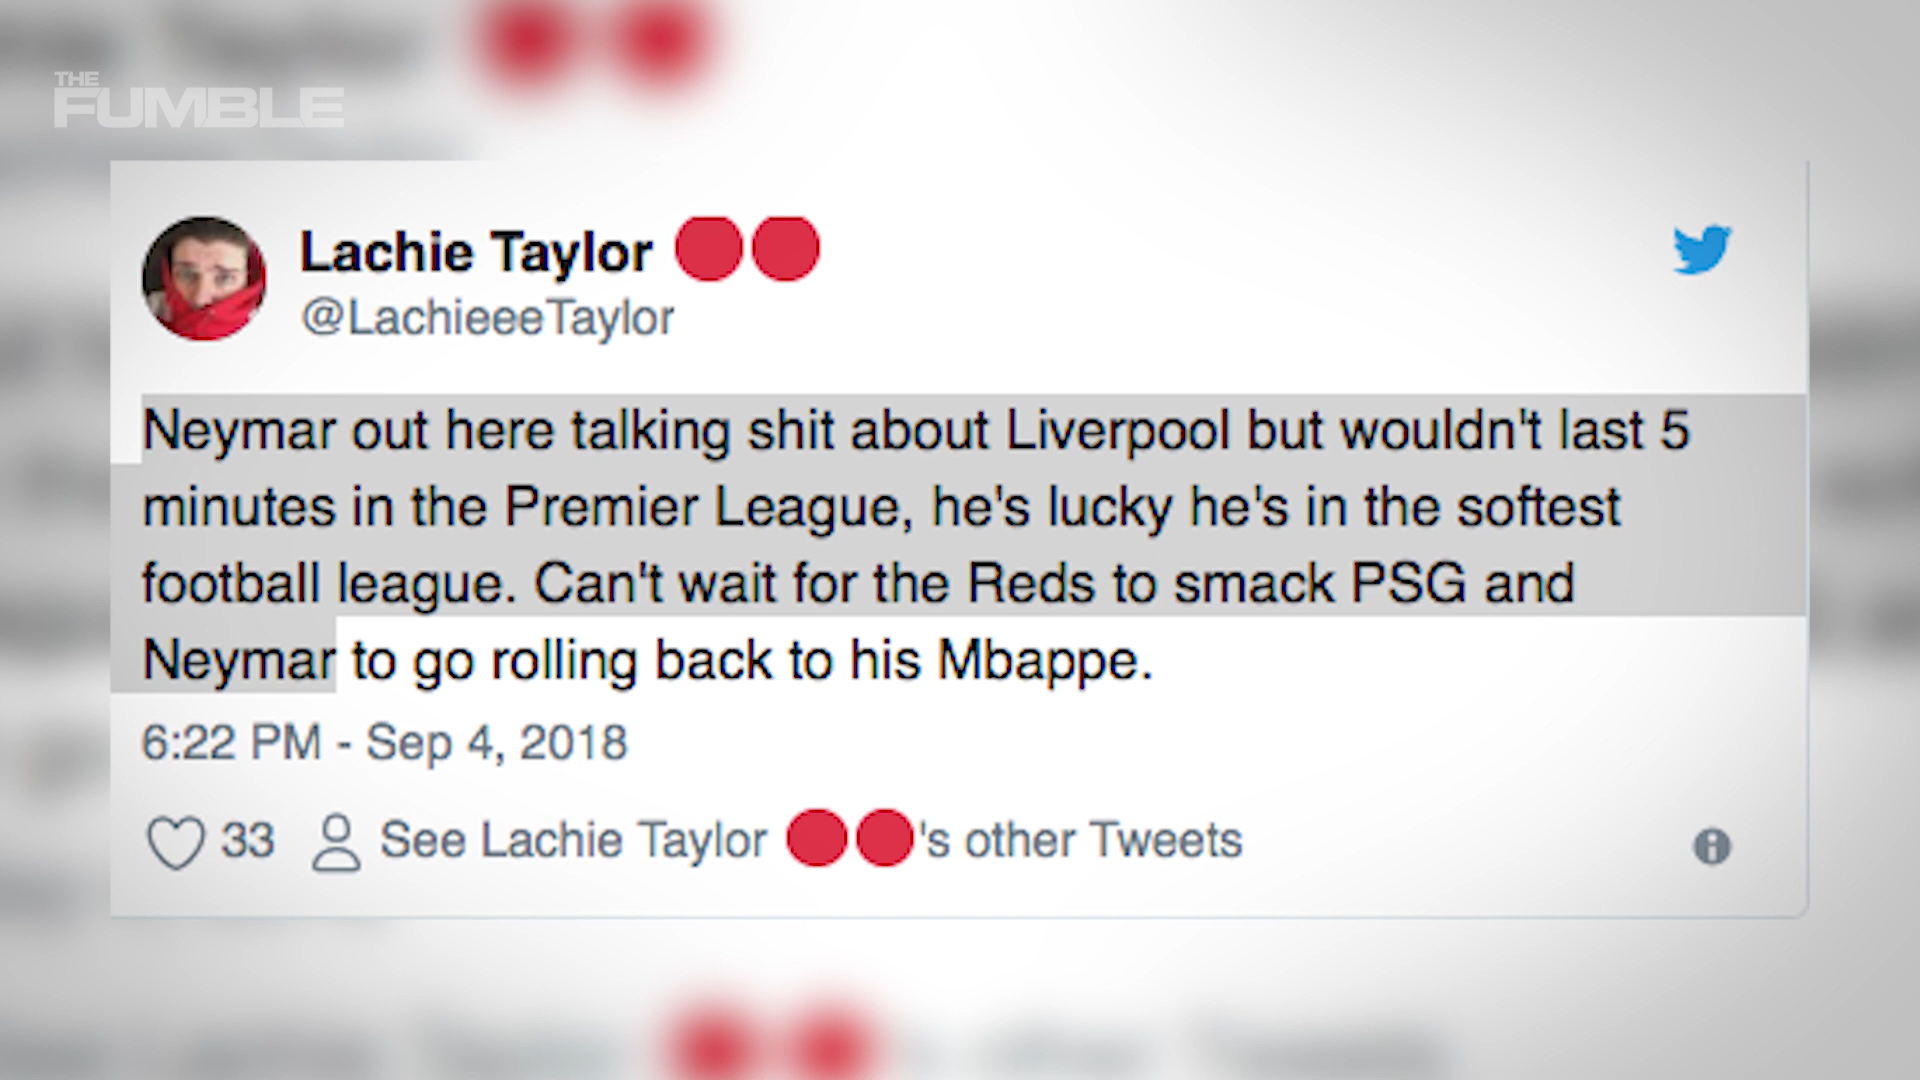 THE
FUMBLE
Lachie Taylor 🔴🔴
@LachieeeTaylor
Neymar out here talking shit about Liverpool but wouldn't last 5
minutes in the Premier League, he's lucky he's in the softest
football league. Can't wait for the Reds to smack PSG and
Neymar to go rolling back to his Mbappe.
6:22 PM - Sep 4, 2018
33 See Lachie Taylor 🔴🔴's other Tweets